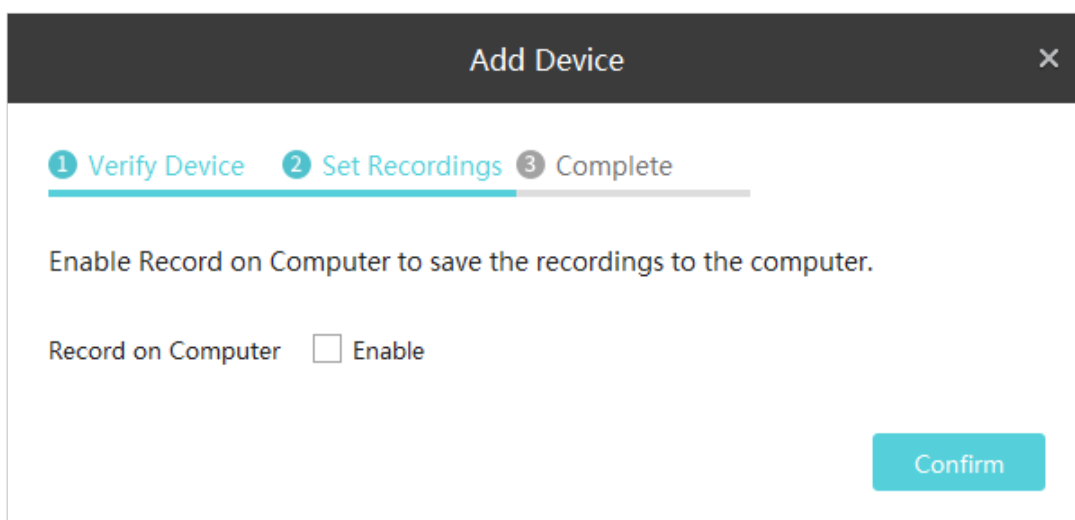 Add Device ×
1 Verify Device 2 Set Recordings 3 Complete
Enable Record on Computer to save the recordings to the computer.
Record on Computer Enable
Confirm